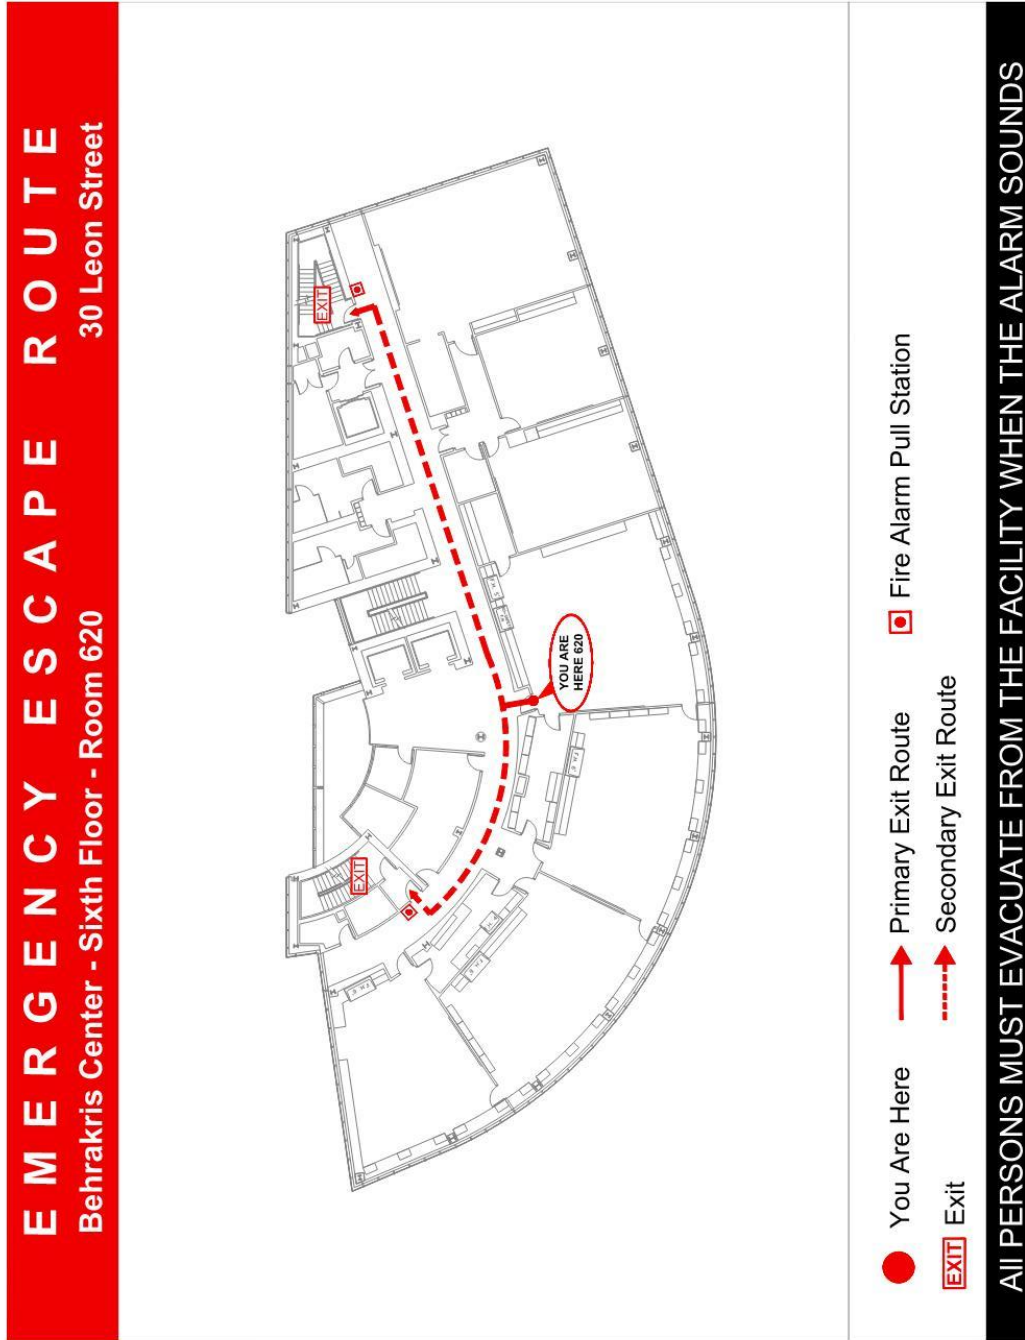 EMERGENCY ESCAPE ROUTE
Behrakris Center - Sixth Floor - Room 620
30 Leon Street
EXIT
EXIT
YOU ARE
HERE 620
You Are Here
Primary Exit Route
Fire Alarm Pull Station
EXIT Exit
Secondary Exit Route
All PERSONS MUST EVACUATE FROM THE FACILITY WHEN THE ALARM SOUNDS